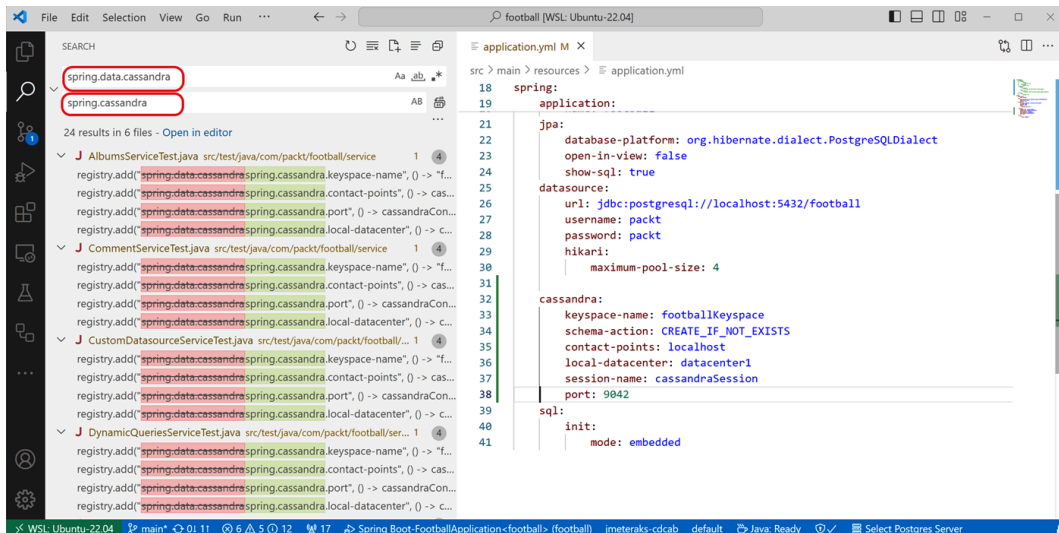 File Edit Selection View Go Run ··· ← → football [WSL: Ubuntu-22.04]
SEARCH
application.yml M ×
spring.data.cassandra Aa ab .*
src > main > resources > application.yml
spring.cassandra AB
24 results in 6 files - Open in editor
J AlbumsServiceTest.java src/test/java/com/packt/football/service 1 4
registry.add("spring.data.cassandraspring.cassandra.keyspace-name", () -> "f...
registry.add("spring.data.cassandraspring.cassandra.contact-points", () -> cas...
registry.add("spring.data.cassandraspring.cassandra.port", () -> cassandraCon...
registry.add("spring.data.cassandraspring.cassandra.local-datacenter", () -> c...
J CommentServiceTest.java src/test/java/com/packt/football/service 1 4
registry.add("spring.data.cassandraspring.cassandra.keyspace-name", () -> "f...
registry.add("spring.data.cassandraspring.cassandra.contact-points", () -> cas...
registry.add("spring.data.cassandraspring.cassandra.port", () -> cassandraCon...
registry.add("spring.data.cassandraspring.cassandra.local-datacenter", () -> c...
J CustomDatasourceServiceTest.java src/test/java/com/packt/football/... 1 4
registry.add("spring.data.cassandraspring.cassandra.keyspace-name", () -> "f...
registry.add("spring.data.cassandraspring.cassandra.contact-points", () -> cas...
registry.add("spring.data.cassandraspring.cassandra.port", () -> cassandraCon...
registry.add("spring.data.cassandraspring.cassandra.local-datacenter", () -> c...
J DynamicQueriesServiceTest.java src/test/java/com/packt/football/ser... 1 4
registry.add("spring.data.cassandraspring.cassandra.keyspace-name", () -> "f...
registry.add("spring.data.cassandraspring.cassandra.contact-points", () -> cas...
registry.add("spring.data.cassandraspring.cassandra.port", () -> cassandraCon...
registry.add("spring.data.cassandraspring.cassandra.local-datacenter", () -> c...
18 spring:
19 application:
21 jpa:
22 database-platform: org.hibernate.dialect.PostgreSQLDialect
23 open-in-view: false
24 show-sql: true
25 datasource:
26 url: jdbc:postgresql://localhost:5432/football
27 username: packt
28 password: packt
29 hikari:
30 maximum-pool-size: 4
31
32 cassandra:
33 keyspace-name: footballKeyspace
34 schema-action: CREATE_IF_NOT_EXISTS
35 contact-points: localhost
36 local-datacenter: datacenter1
37 session-name: cassandraSession
38 port: 9042
39 sql:
40 init:
41 mode: embedded
1
WSL: Ubuntu-22.04 main* 0↓ 1↑ 6 5 12 17 Spring Boot-FootballApplication<football> (football) jmeteraks-cdcab default Java: Ready Select Postgres Server